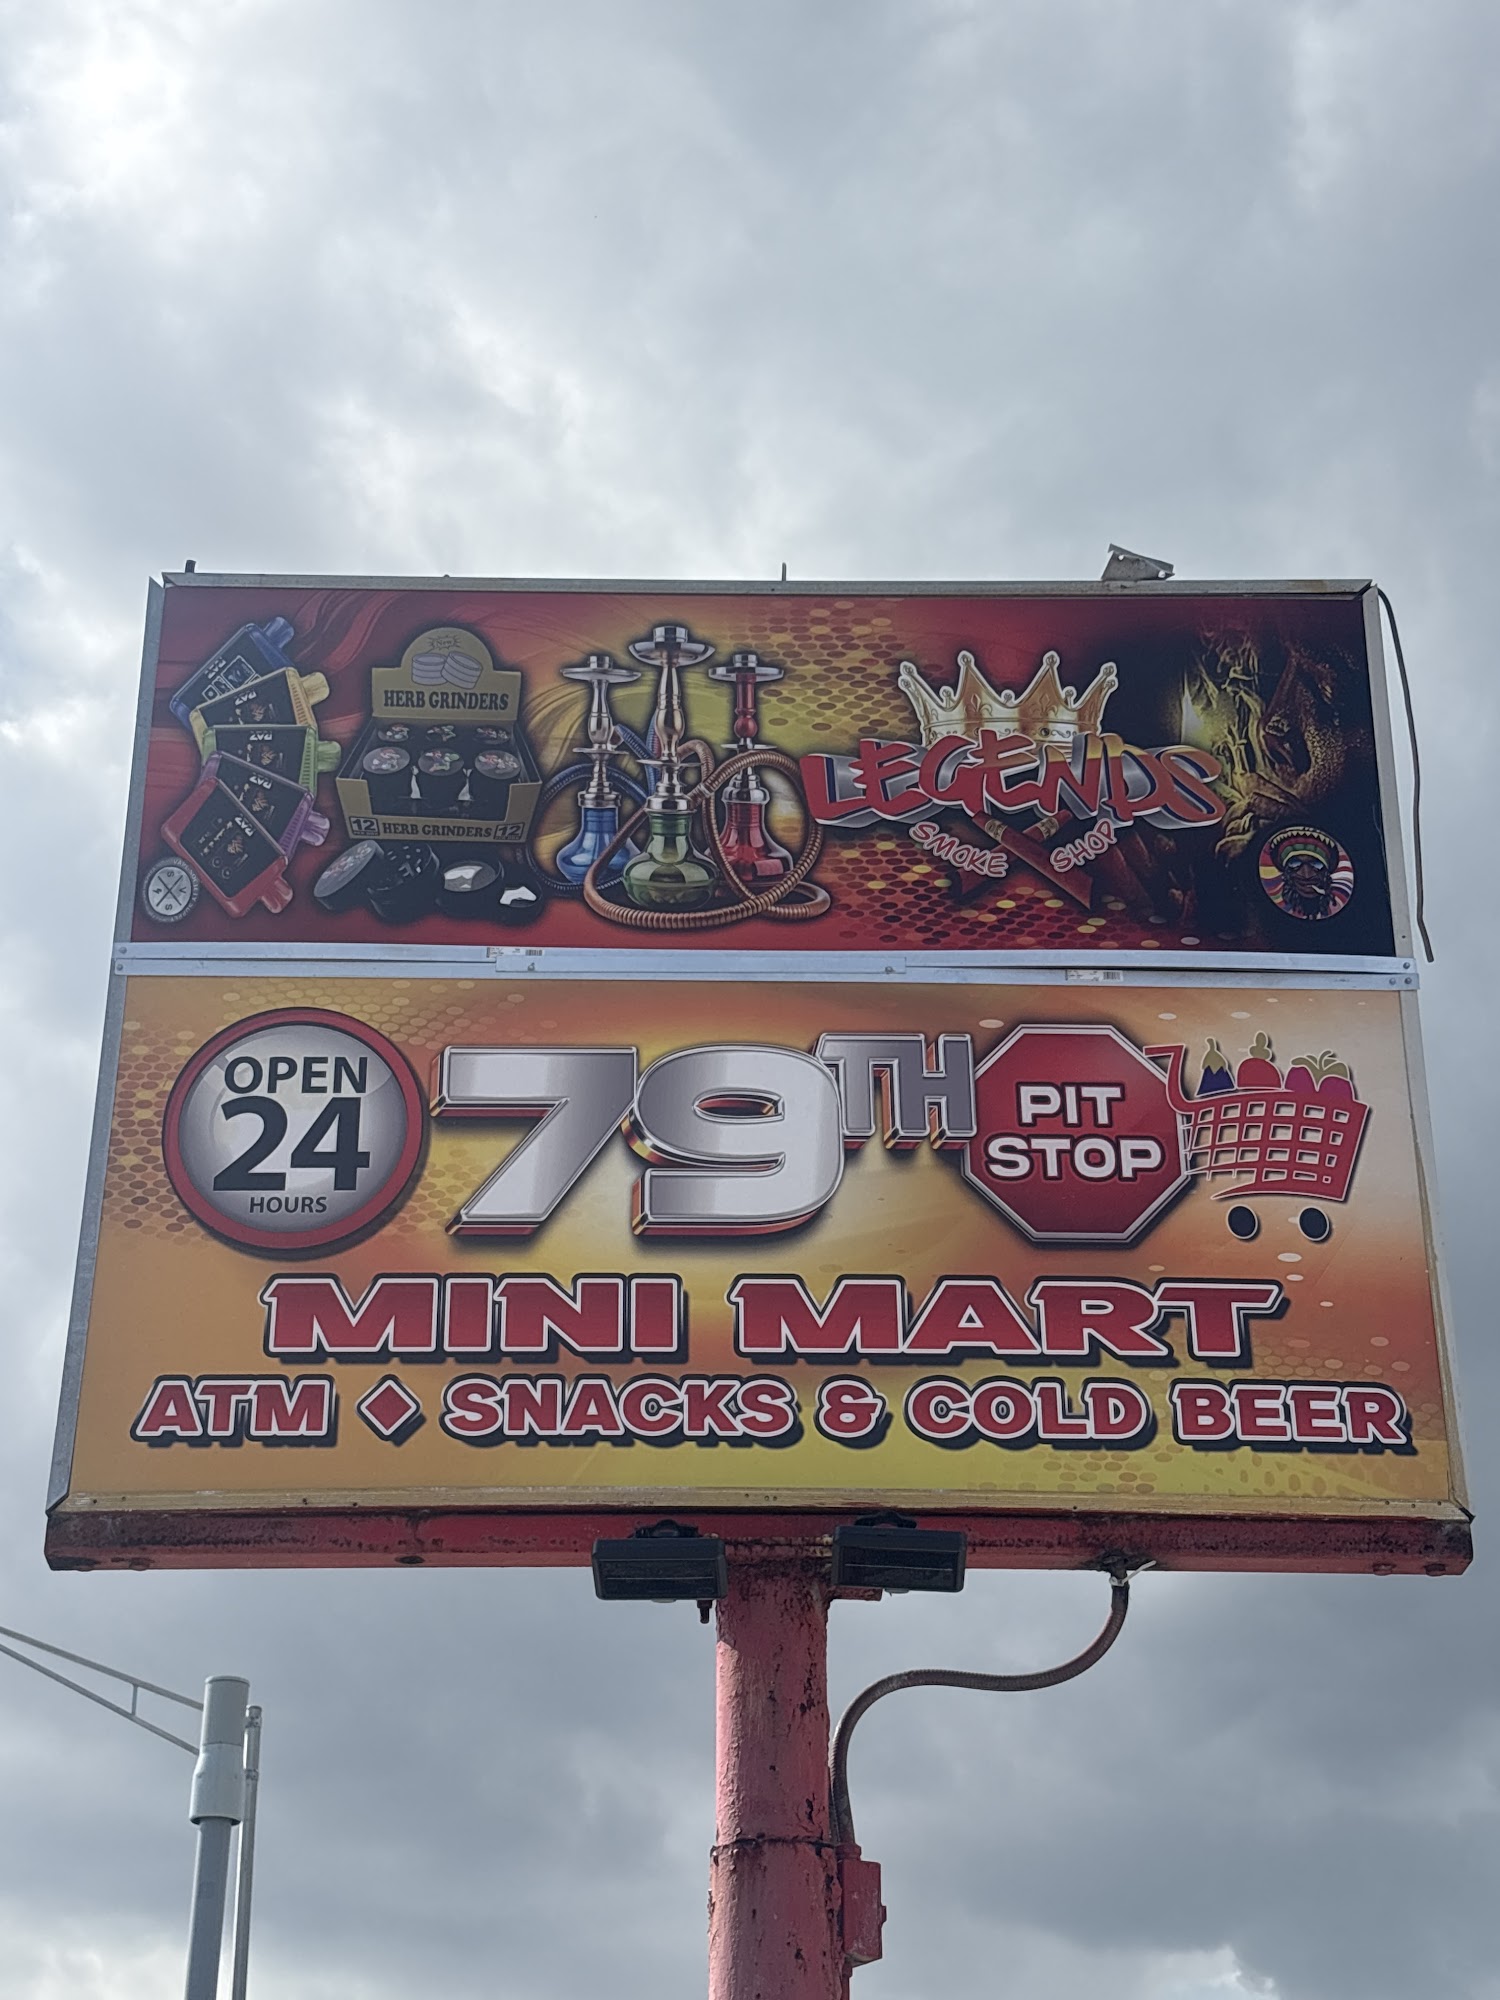 HERB GRINDERS
12 HERB GRINDERS 12
LEGENDS
SMOKE SHOP
OPEN
24
HOURS
79TH
PIT
STOP
MINI MART
ATM ◆ SNACKS & COLD BEER